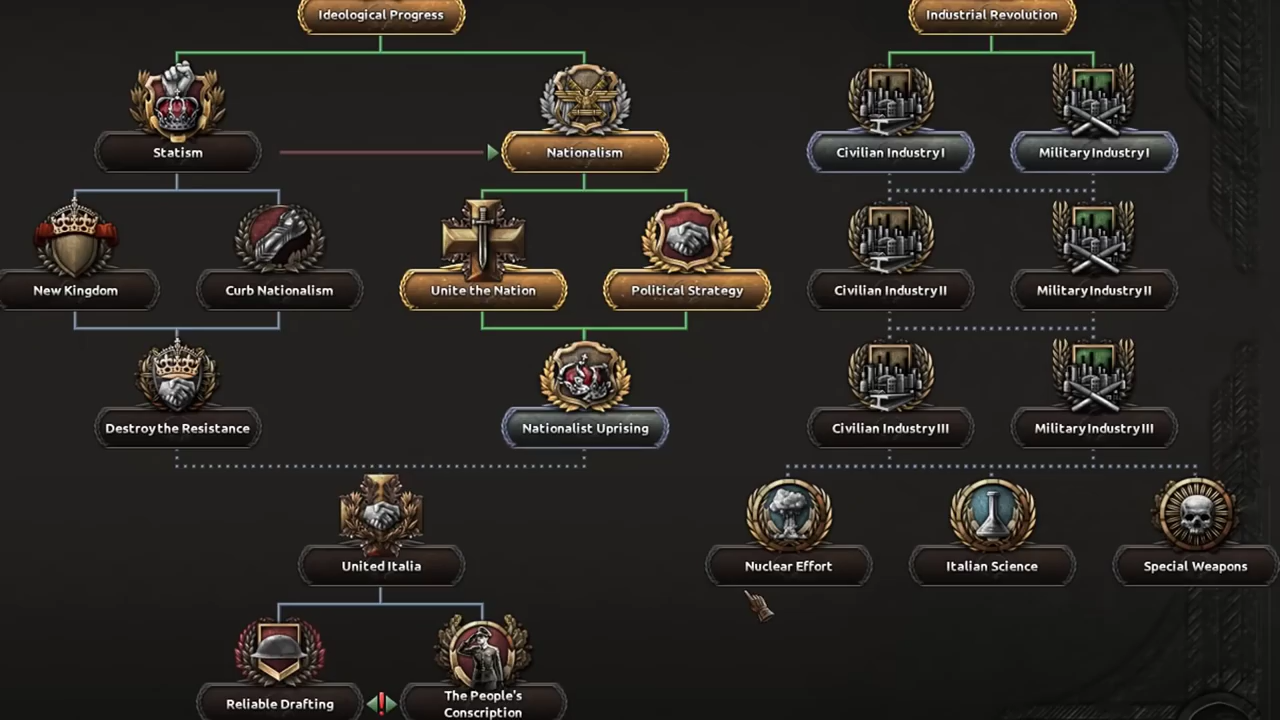 Ideological Progress
Industrial Revolution
Statism
Nationalism
Civilian Industry I
Military Industry I
New Kingdom
Curb Nationalism
Unite the Nation
Political Strategy
Civilian Industry II
Military Industry II
Destroy the Resistance
Nationalist Uprising
Civilian Industry III
Military Industry III
United Italia
Nuclear Effort
Italian Science
Special Weapons
Reliable Drafting
The People's
Conscription